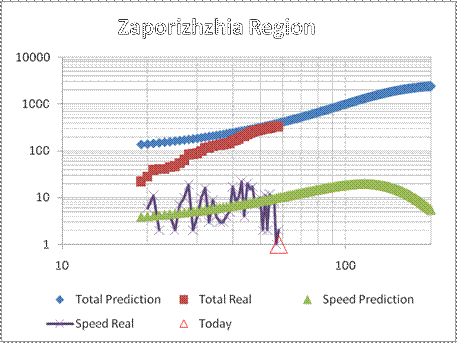 Zaporizhzhia Region
10000
1000
100
10
1
10 100
Total Prediction Total Real Speed Prediction
Speed Real Today